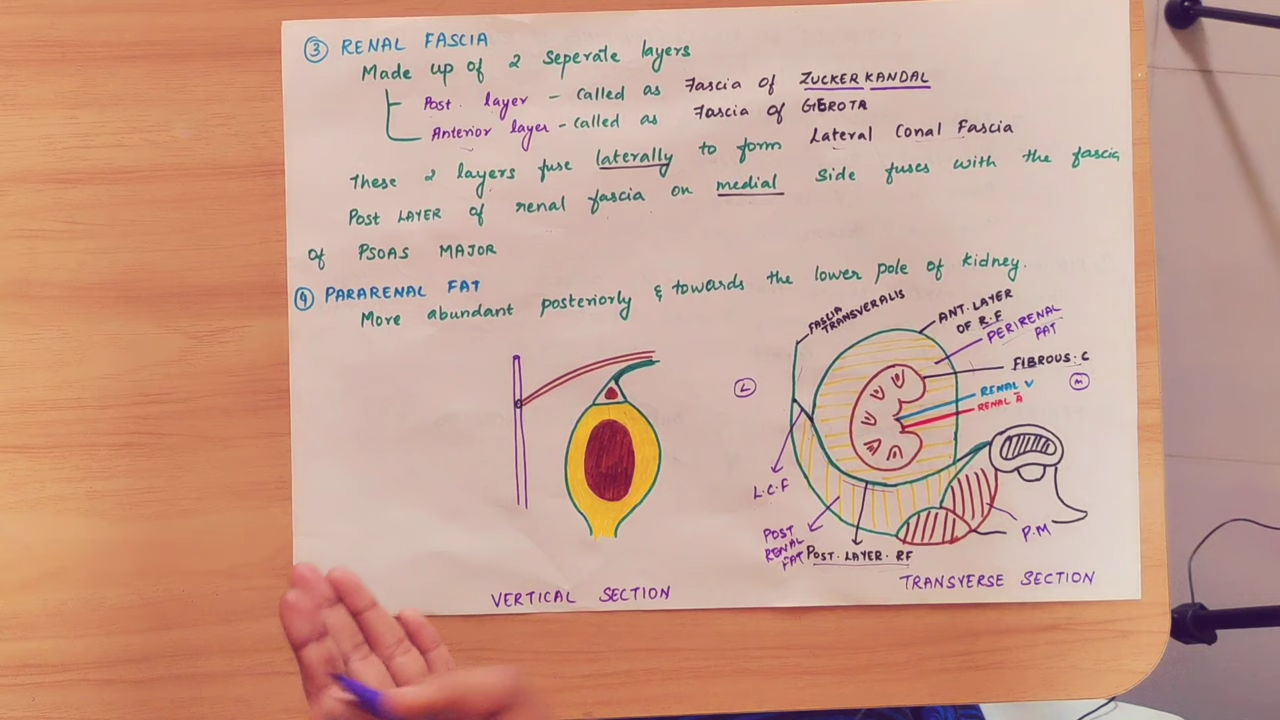 ③ RENAL FASCIA
Made up of 2 seperate layers
Post. layer - called as Fascia of ZUCKERKANDAL
Anterior layer - called as Fascia of GEROTA
These 2 layers fuse laterally to form Lateral Conal Fascia
Post LAYER of renal fascia on medial side fuses with the fascia
of PSOAS MAJOR
④ PARARENAL FAT
More abundant posteriorly & towards the lower pole of kidney.
FASCIA
TRANSVERALIS
ANT. LAYER
OF R.F
PERIRENAL
FAT
FIBROUS. C
L
M
RENAL V
RENAL A
L.C.F
POST
RENAL
FAT
POST. LAYER. RF
P.M
VERTICAL SECTION
TRANSVERSE SECTION